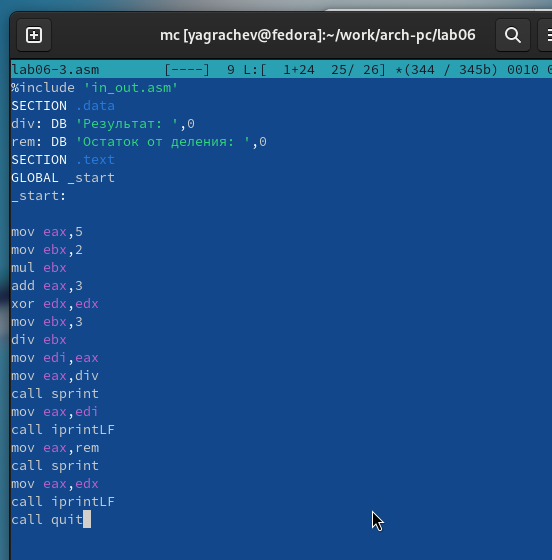 mc [yagrachev@fedora]:~/work/arch-pc/lab06
lab06-3.asm [----] 9 L:[ 1+24 25/ 26] *(344 / 345b) 0010 0
%include 'in_out.asm'
SECTION .data
div: DB 'Результат: ',0
rem: DB 'Остаток от деления: ',0
SECTION .text
GLOBAL _start
_start:
mov eax,5
mov ebx,2
mul ebx
add eax,3
xor edx,edx
mov ebx,3
div ebx
mov edi,eax
mov eax,div
call sprint
mov eax,edi
call iprintLF
mov eax,rem
call sprint
mov eax,edx
call iprintLF
call quit